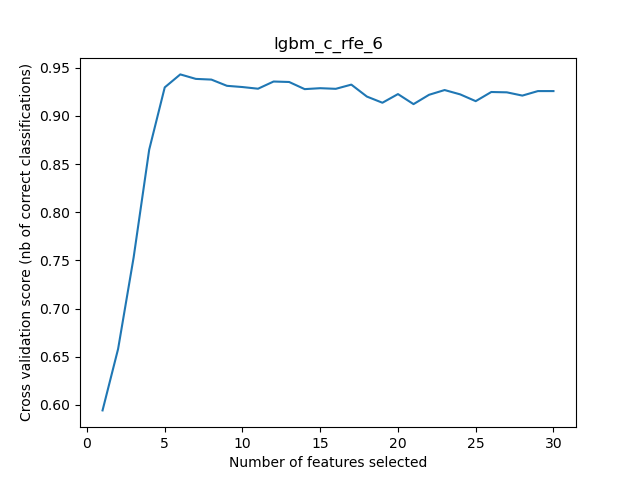 lgbm_c_rfe_6
Cross validation score (nb of correct classifications)
0.95
0.90
0.85
0.80
0.75
0.70
0.65
0.60
0 5 10 15 20 25 30
Number of features selected